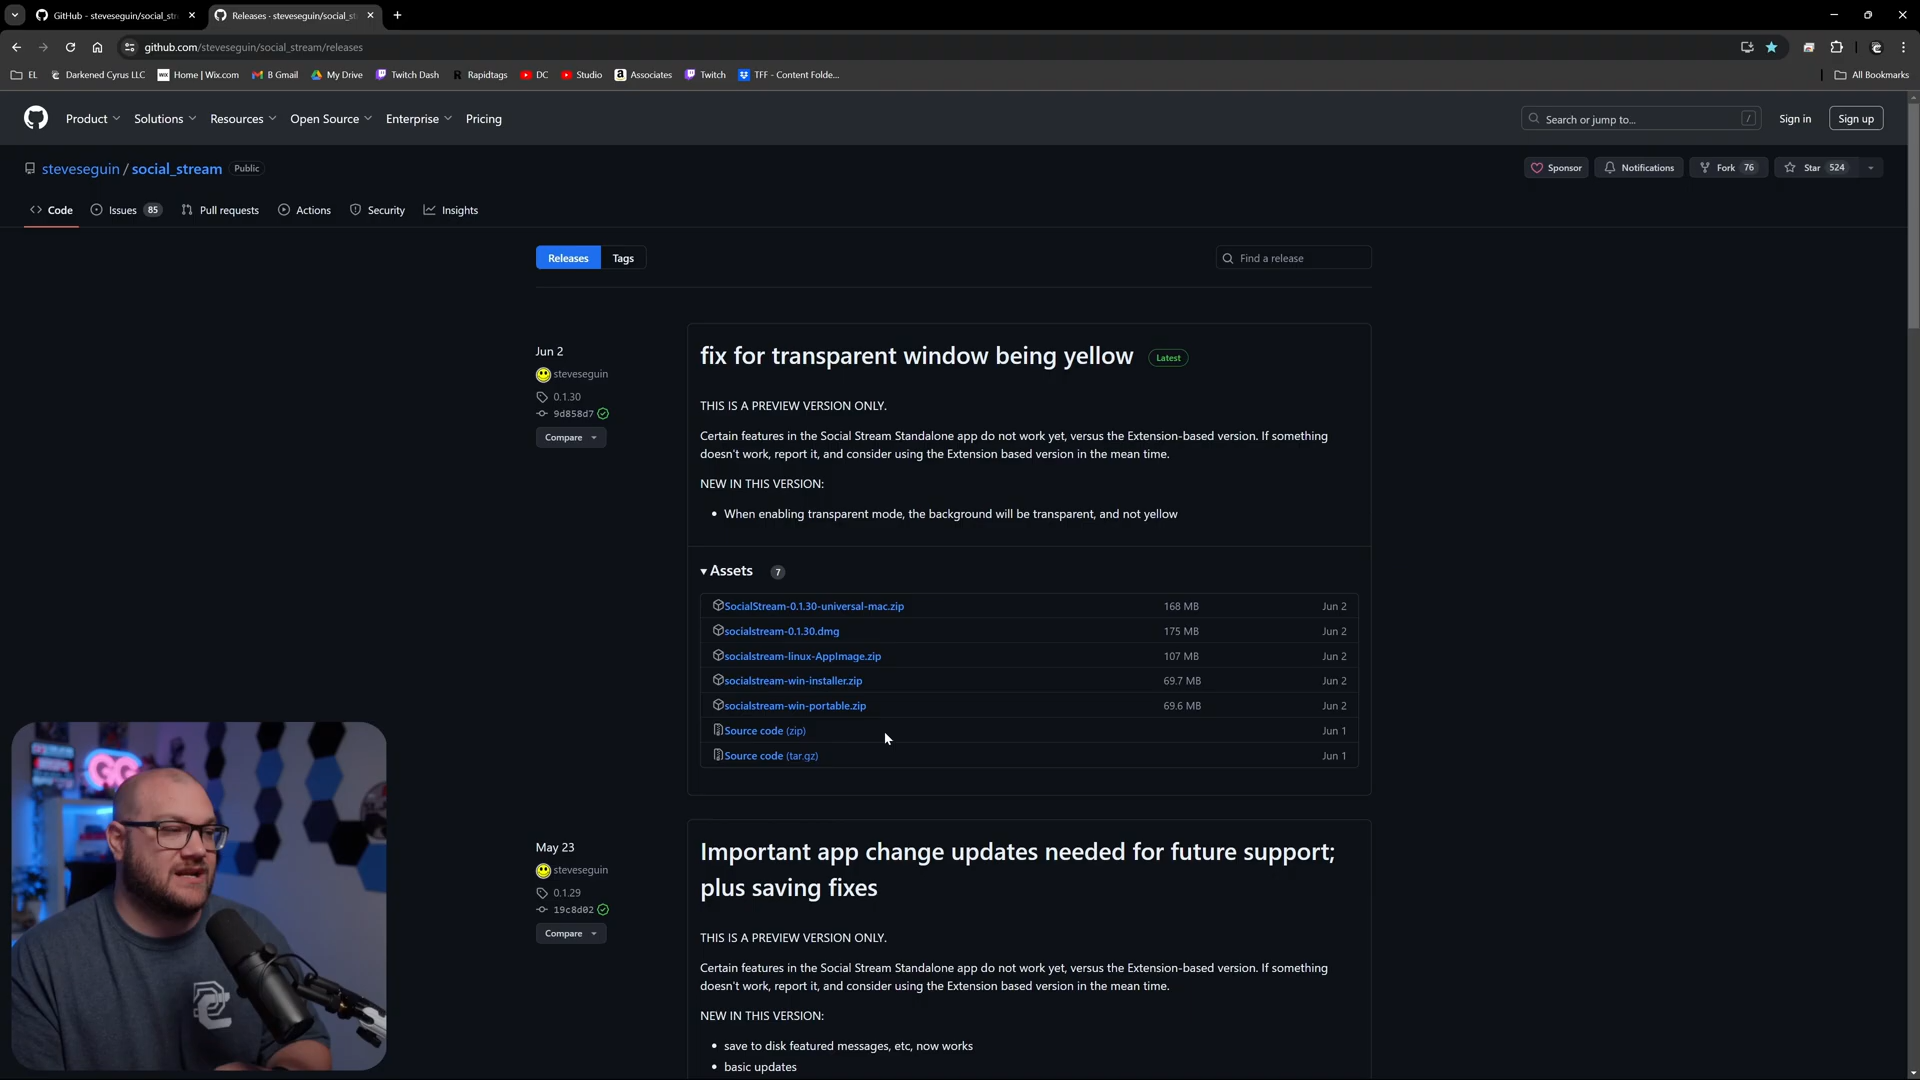 GitHub - steveseguin/social_str
Releases · steveseguin/social_st
github.com/steveseguin/social_stream/releases
EL
Darkened Cyrus LLC
Home | Wix.com
B Gmail
My Drive
Twitch Dash
Rapidtags
DC
Studio
Associates
Twitch
TFF - Content Folde...
All Bookmarks
Product
Solutions
Resources
Open Source
Enterprise
Pricing
Search or jump to...
/
Sign in
Sign up
steveseguin / social_stream Public
Sponsor
Notifications
Fork 76
Star 524
Code
Issues 85
Pull requests
Actions
Security
Insights
Releases
Tags
Find a release
Jun 2
steveseguin
0.1.30
9d858d7
Compare
fix for transparent window being yellow Latest
THIS IS A PREVIEW VERSION ONLY.
Certain features in the Social Stream Standalone app do not work yet, versus the Extension-based version. If something
doesn't work, report it, and consider using the Extension based version in the mean time.
NEW IN THIS VERSION:
• When enabling transparent mode, the background will be transparent, and not yellow
Assets 7
SocialStream-0.1.30-universal-mac.zip 168 MB Jun 2
socialstream-0.1.30.dmg 175 MB Jun 2
socialstream-linux-AppImage.zip 107 MB Jun 2
socialstream-win-installer.zip 69.7 MB Jun 2
socialstream-win-portable.zip 69.6 MB Jun 2
Source code (zip) Jun 1
Source code (tar.gz) Jun 1
May 23
steveseguin
0.1.29
19c8d02
Compare
Important app change updates needed for future support;
plus saving fixes
THIS IS A PREVIEW VERSION ONLY.
Certain features in the Social Stream Standalone app do not work yet, versus the Extension-based version. If something
doesn't work, report it, and consider using the Extension based version in the mean time.
NEW IN THIS VERSION:
• save to disk featured messages, etc, now works
• basic updates
GG